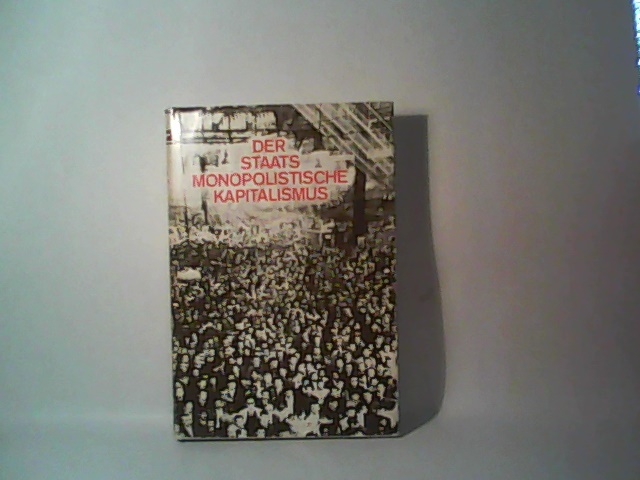 DER
STAATS
MONOPOLISTISCHE
KAPITALISMUS